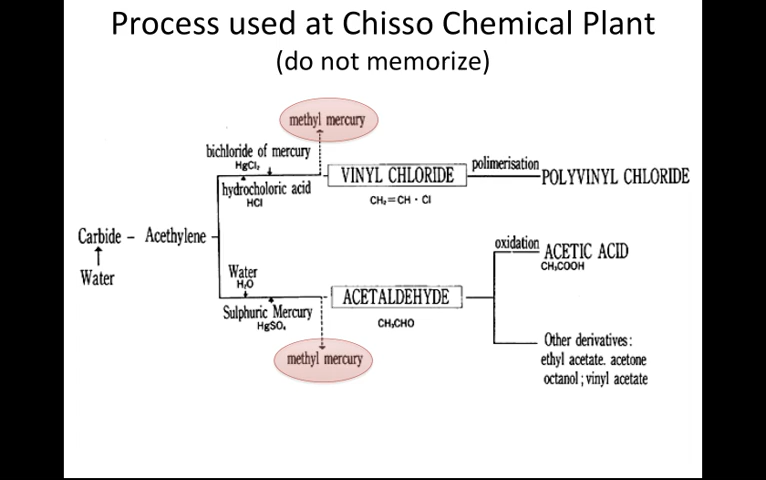 Process used at Chisso Chemical Plant
(do not memorize)
methyl mercury
bichloride of mercury
HgCl₂
hydrocholoric acid
HCl
VINYL CHLORIDE
CH₂=CH · Cl
polimerisation
POLYVINYL CHLORIDE
Carbide – Acethylene
Water
Water
H₂O
Sulphuric Mercury
HgSO₄
ACETALDEHYDE
CH₃CHO
methyl mercury
oxidation
ACETIC ACID
CH₃COOH
Other derivatives:
ethyl acetate. acetone
octanol ; vinyl acetate